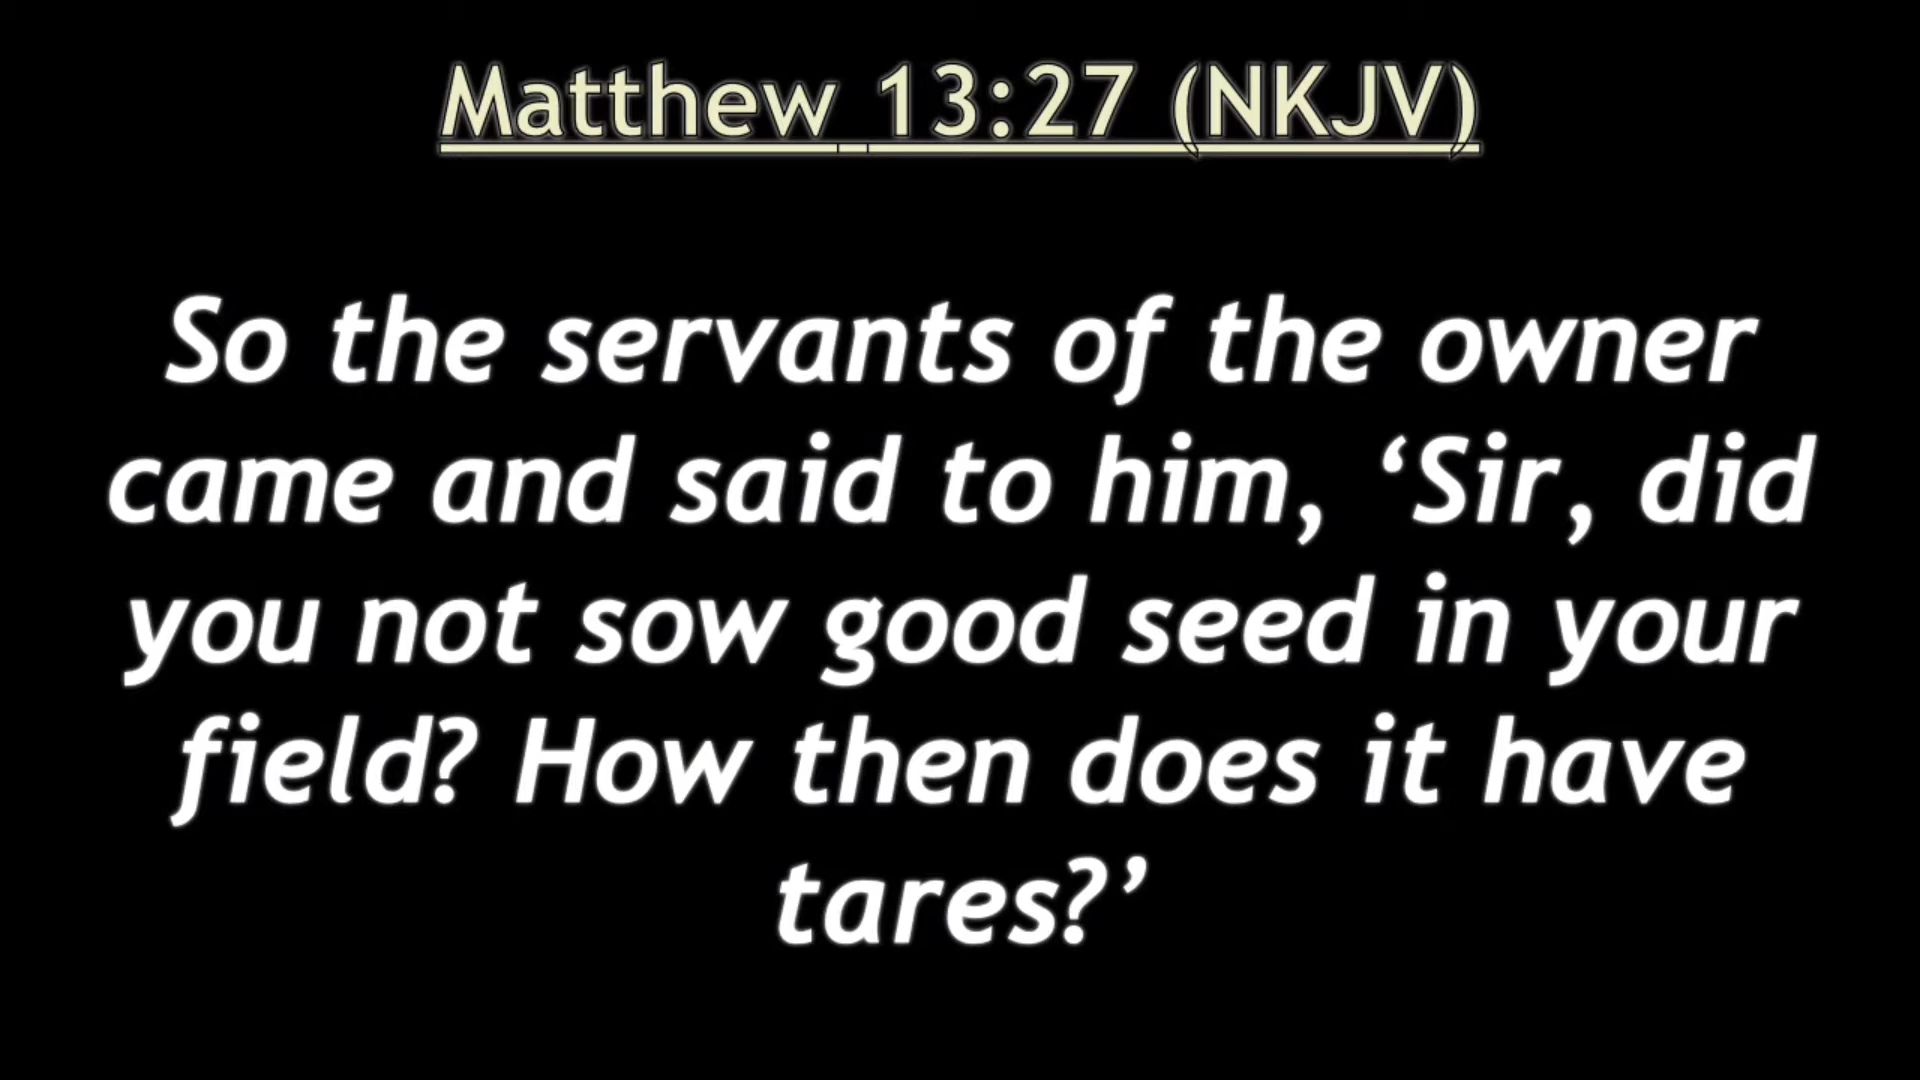 Matthew 13:27 (NKJV)
So the servants of the owner
came and said to him, ‘Sir, did
you not sow good seed in your
field? How then does it have
tares?’